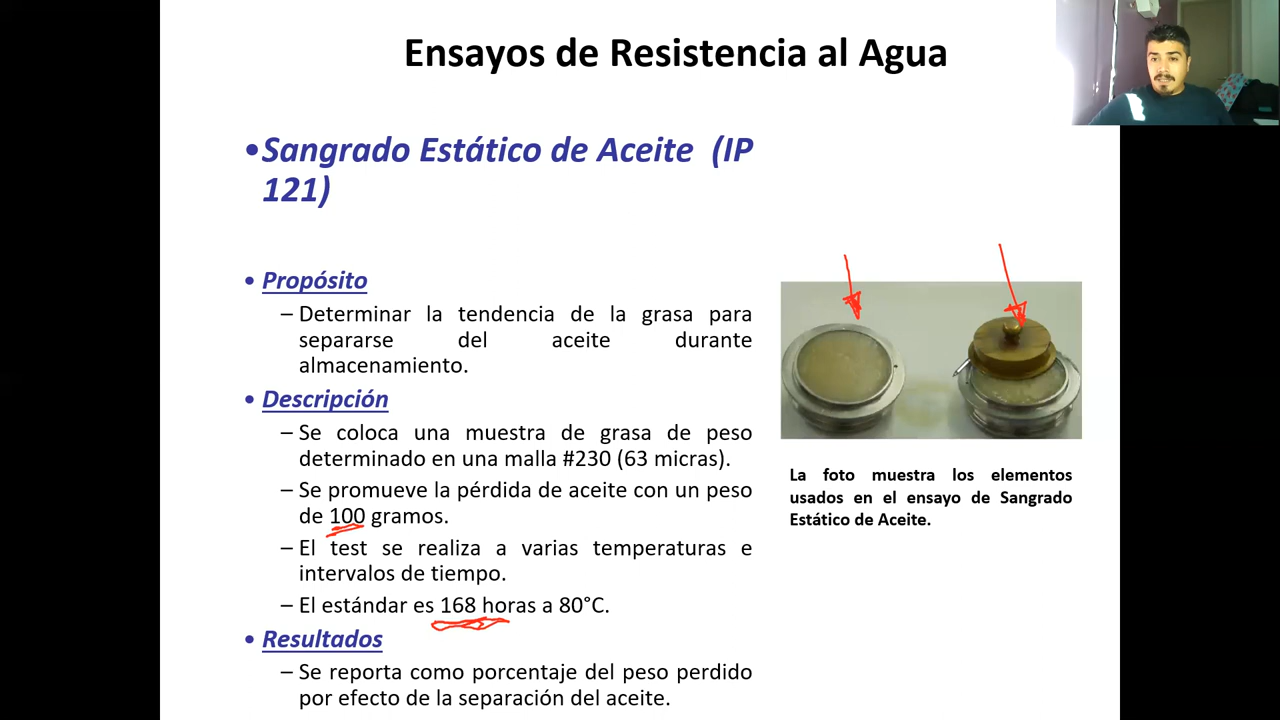 Ensayos de Resistencia al Agua
•Sangrado Estático de Aceite (IP
121)
• Propósito
– Determinar la tendencia de la grasa para
separarse del aceite durante
almacenamiento.
• Descripción
– Se coloca una muestra de grasa de peso
determinado en una malla #230 (63 micras).
– Se promueve la pérdida de aceite con un peso
de 100 gramos.
– El test se realiza a varias temperaturas e
intervalos de tiempo.
– El estándar es 168 horas a 80°C.
• Resultados
– Se reporta como porcentaje del peso perdido
por efecto de la separación del aceite.
La foto muestra los elementos
usados en el ensayo de Sangrado
Estático de Aceite.